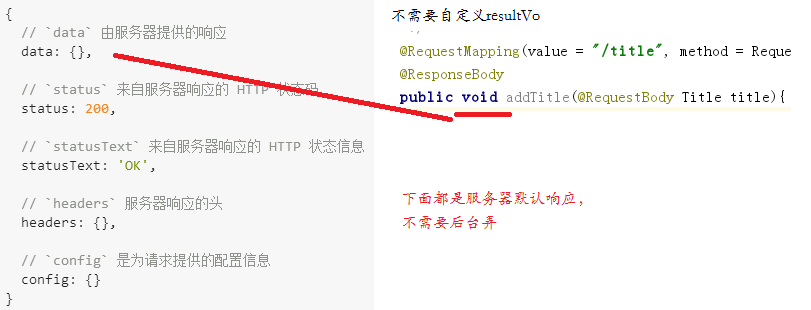 {
// `data` 由服务器提供的响应
data: {},
// `status` 来自服务器响应的 HTTP 状态码
status: 200,
// `statusText` 来自服务器响应的 HTTP 状态信息
statusText: 'OK',
// `headers` 服务器响应的头
headers: {},
// `config` 是为请求提供的配置信息
config: {}
}
不需要自定义resultVo
@RequestMapping(value = "/title", method = Reque
@ResponseBody
public void addTitle(@RequestBody Title title){
下面都是服务器默认响应,
不需要后台弄